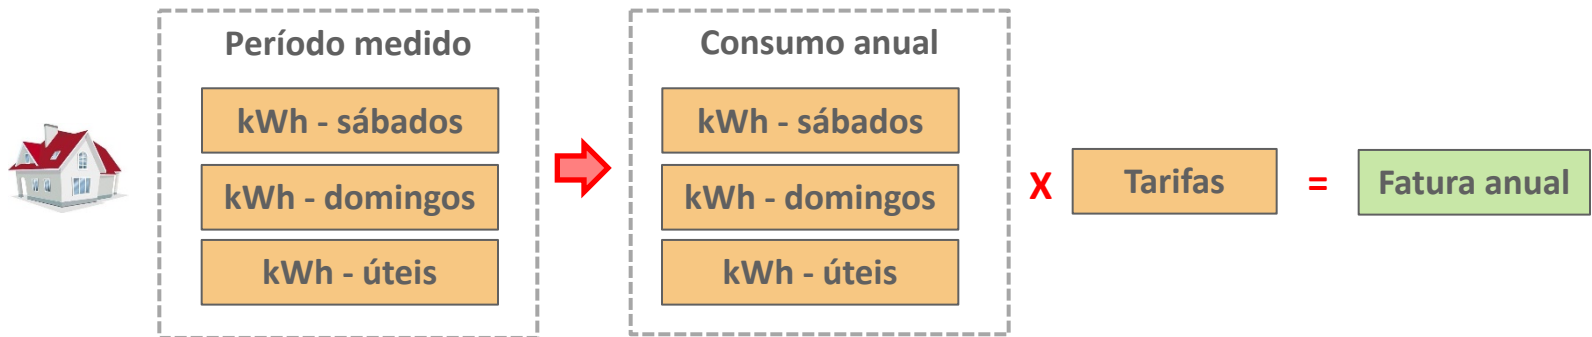 Período medido
kWh - sábados
kWh - domingos
kWh - úteis
Consumo anual
kWh - sábados
kWh - domingos
kWh - úteis
X
Tarifas
=
Fatura anual